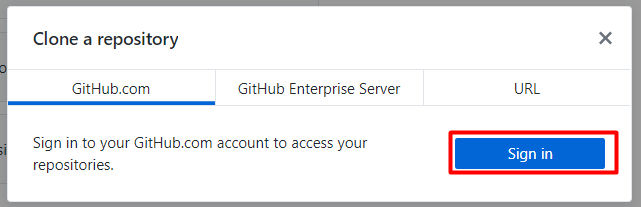 Clone a repository
GitHub.com
GitHub Enterprise Server
URL
Sign in to your GitHub.com account to access your
repositories.
Sign in